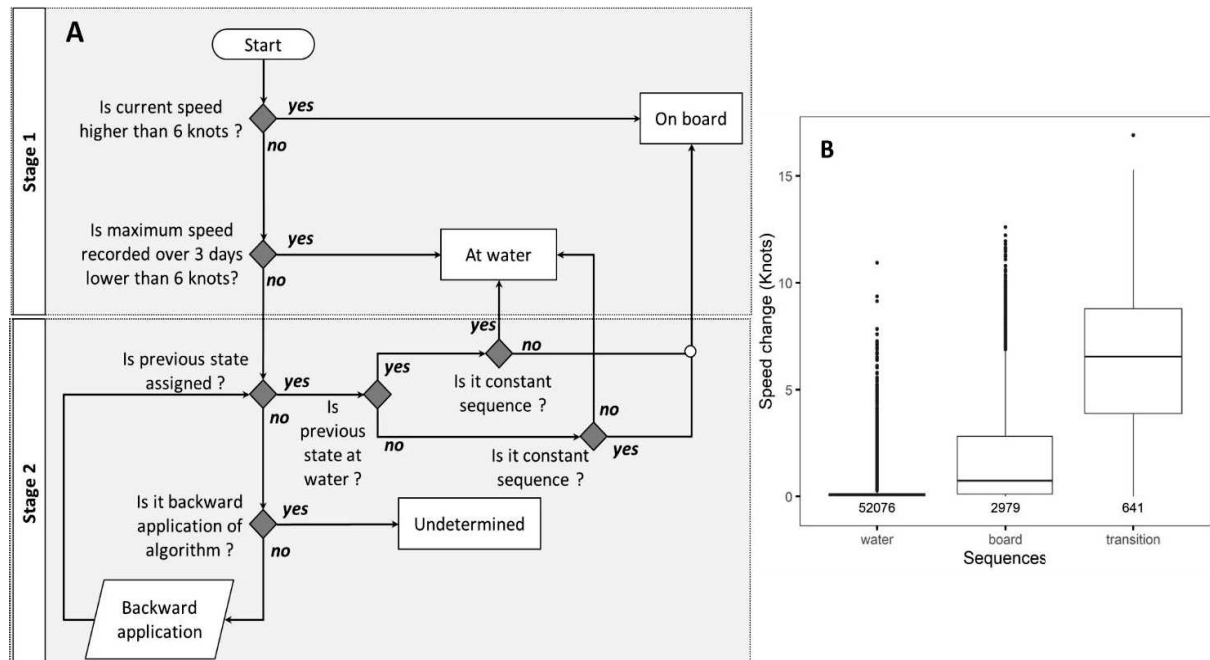 A
Stage 1
Start
Is current speed
higher than 6 knots ?
yes
no
On board
Is maximum speed
recorded over 3 days
lower than 6 knots?
yes
no
At water
Stage 2
Is previous state
assigned ?
yes
no
Is
previous
state at
water ?
yes
no
yes
no
Is it constant
sequence ?
no
yes
Is it constant
sequence ?
Is it backward
application of
algorithm ?
yes
no
Undetermined
Backward
application
B
Speed change (Knots)
15
10
5
0
52076
2979
641
water
board
transition
Sequences